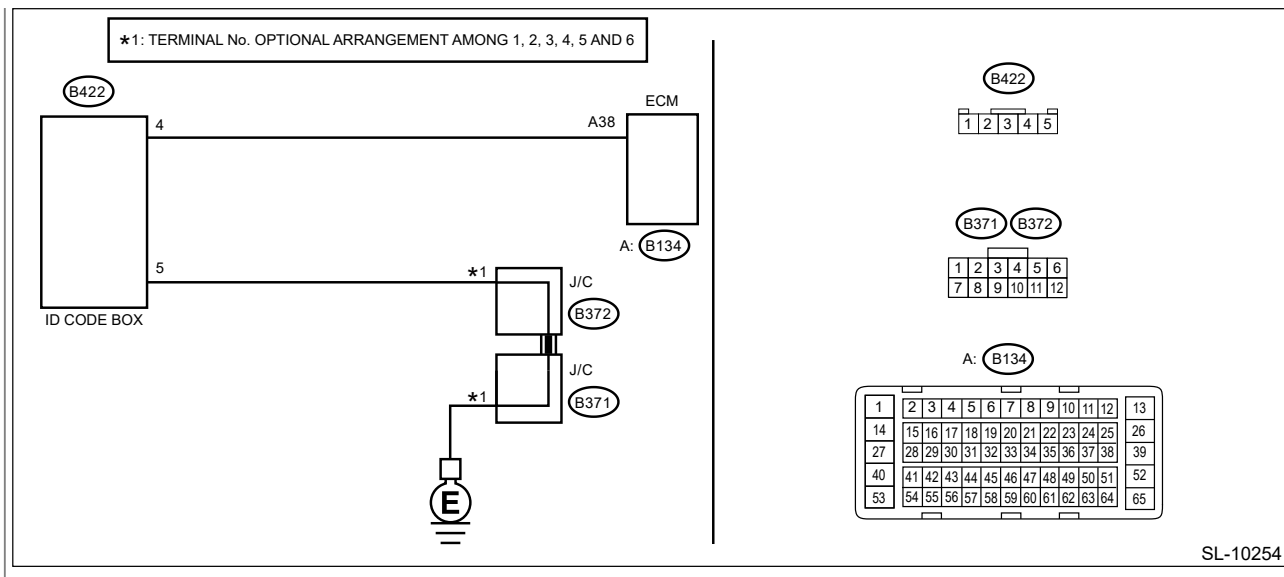 *1: TERMINAL No. OPTIONAL ARRANGEMENT AMONG 1, 2, 3, 4, 5 AND 6
B422
4
A38
ECM
A: B134
5
*1
J/C
B372
ID CODE BOX
J/C
*1
B371
E
B422
1 2 3 4 5
B371 B372
1 2 3 4 5 6
7 8 9 10 11 12
A: B134
1 2 3 4 5 6 7 8 9 10 11 12 13
14 15 16 17 18 19 20 21 22 23 24 25 26
27 28 29 30 31 32 33 34 35 36 37 38 39
40 41 42 43 44 45 46 47 48 49 50 51 52
53 54 55 56 57 58 59 60 61 62 63 64 65
SL-10254